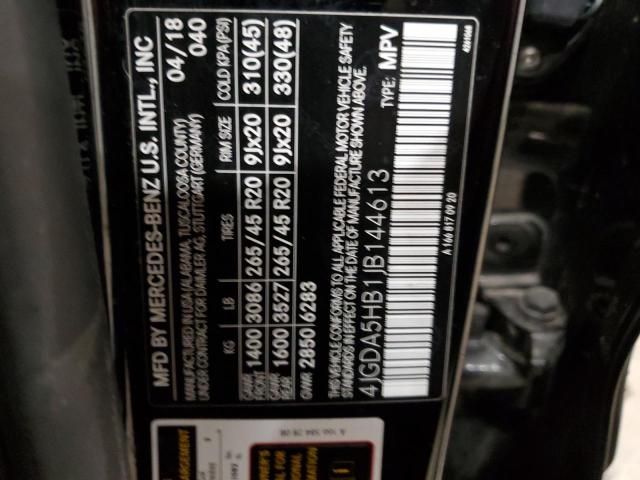 MFD BY MERCEDES-BENZ U.S. INTL., INC
MANUFACTURED IN USA (ALABAMA, TUSCALOOSA COUNTY) 04/18
UNDER CONTRACT FOR DAIMLER AG, STUTTGART (GERMANY) 040
KG LB TIRES RIM SIZE COLD KPA(PSI)
GAWR FRONT 1400 3086 265/45 R20 9Jx20 310(45)
GAWR REAR 1600 3527 265/45 R20 9Jx20 330(48)
GVWR 2850 6283
THIS VEHICLE CONFORMS TO ALL APPLICABLE FEDERAL MOTOR VEHICLE SAFETY
STANDARDS IN EFFECT ON THE DATE OF MANUFACTURE SHOWN ABOVE.
4JGDA5HB1JB144613 TYPE: MPV
A 166 817 09 20